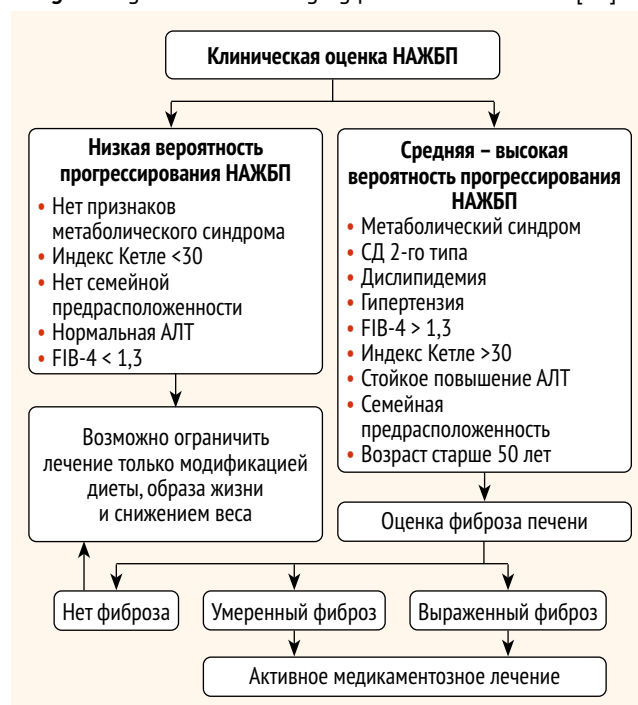 Клиническая оценка НАЖБП
Низкая вероятность
прогрессирования НАЖБП
• Нет признаков
метаболического синдрома
• Индекс Кетле <30
• Нет семейной
предрасположенности
• Нормальная АЛТ
• FIB-4 < 1,3
Средняя – высокая
вероятность прогрессирования
НАЖБП
• Метаболический синдром
• СД 2-го типа
• Дислипидемия
• Гипертензия
• FIB-4 > 1,3
• Индекс Кетле >30
• Стойкое повышение АЛТ
• Семейная
предрасположенность
• Возраст старше 50 лет
Возможно ограничить
лечение только модификацией
диеты, образа жизни
и снижением веса
Оценка фиброза печени
Нет фиброза
Умеренный фиброз
Выраженный фиброз
Активное медикаментозное лечение